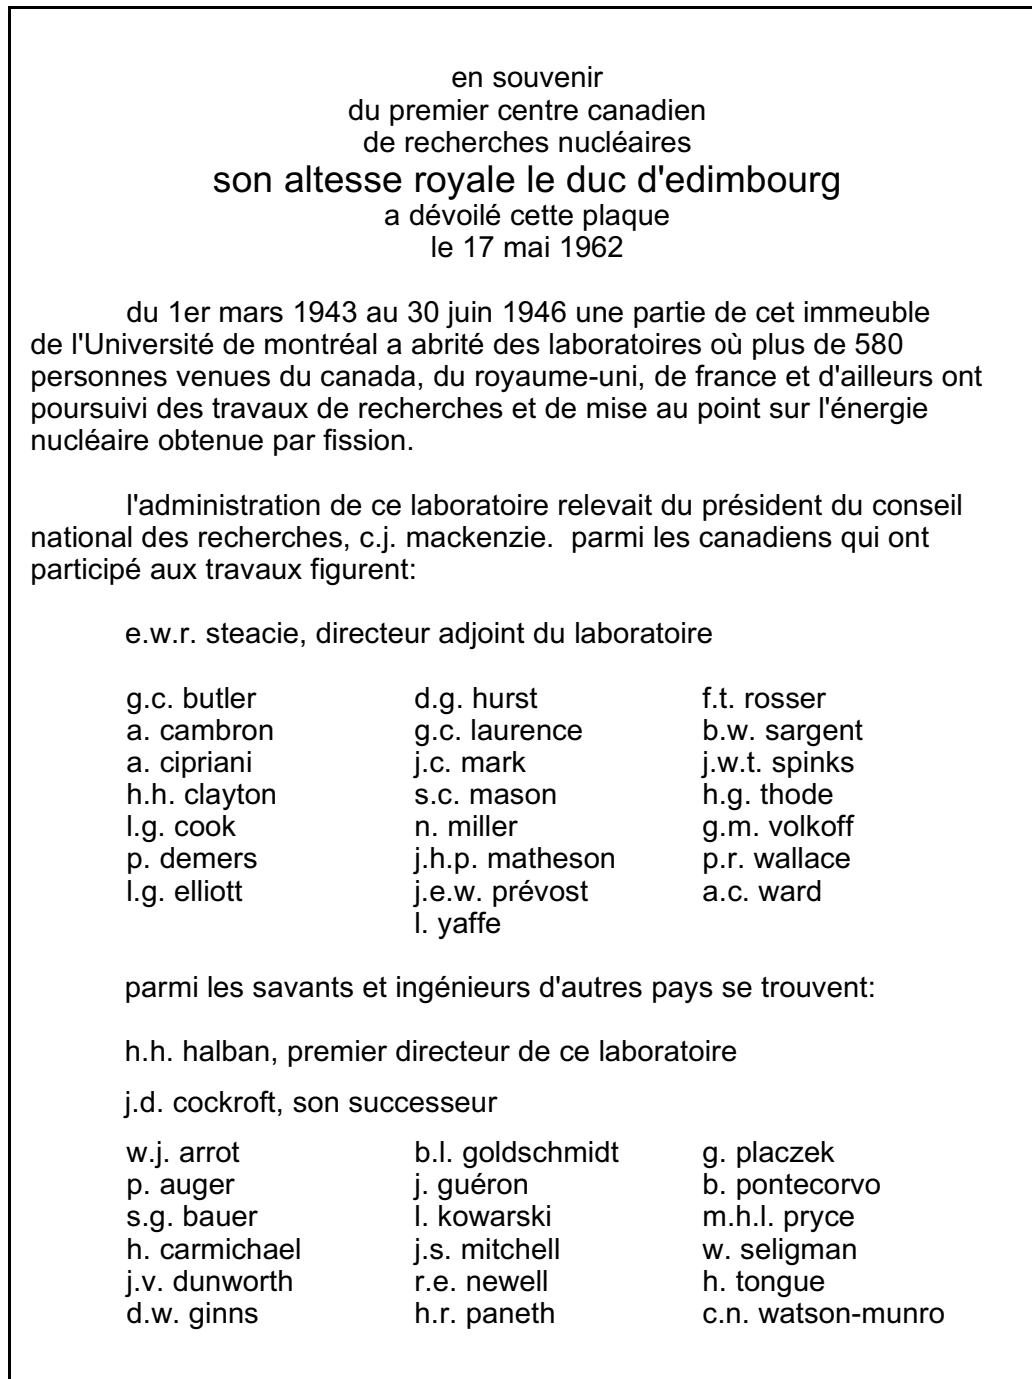 en souvenir
du premier centre canadien
de recherches nucléaires
son altesse royale le duc d'edimbourg
a dévoilé cette plaque
le 17 mai 1962
du 1er mars 1943 au 30 juin 1946 une partie de cet immeuble
de l'Université de montréal a abrité des laboratoires où plus de 580
personnes venues du canada, du royaume-uni, de france et d'ailleurs ont
poursuivi des travaux de recherches et de mise au point sur l'énergie
nucléaire obtenue par fission.
l'administration de ce laboratoire relevait du président du conseil
national des recherches, c.j. mackenzie.  parmi les canadiens qui ont
participé aux travaux figurent:
e.w.r. steacie, directeur adjoint du laboratoire
g.c. butler d.g. hurst f.t. rosser
a. cambron g.c. laurence b.w. sargent
a. cipriani j.c. mark j.w.t. spinks
h.h. clayton s.c. mason h.g. thode
l.g. cook n. miller g.m. volkoff
p. demers j.h.p. matheson p.r. wallace
l.g. elliott j.e.w. prévost a.c. ward
l. yaffe
parmi les savants et ingénieurs d'autres pays se trouvent:
h.h. halban, premier directeur de ce laboratoire
j.d. cockroft, son successeur
w.j. arrot b.l. goldschmidt g. placzek
p. auger j. guéron b. pontecorvo
s.g. bauer l. kowarski m.h.l. pryce
h. carmichael j.s. mitchell w. seligman
j.v. dunworth r.e. newell h. tongue
d.w. ginns h.r. paneth c.n. watson-munro